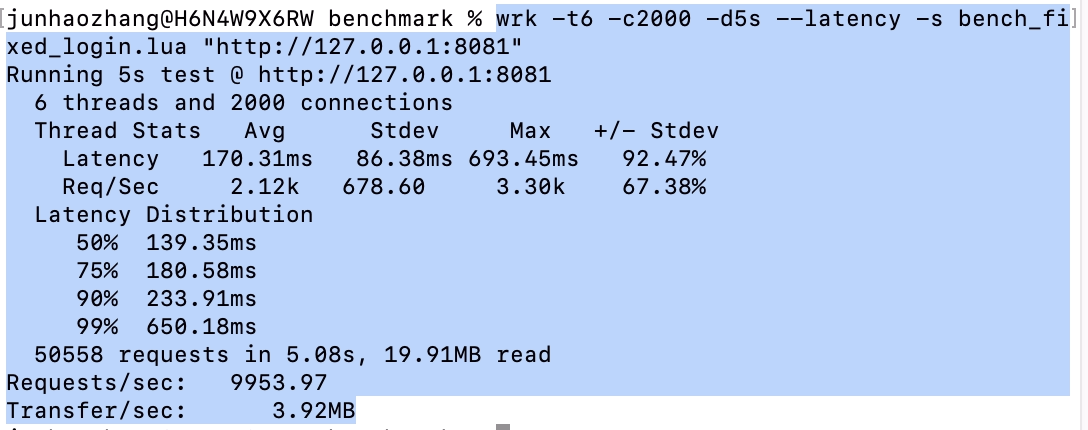 [junhaozhang@H6N4W9X6RW benchmark % wrk -t6 -c2000 -d5s --latency -s bench_fi]
xed_login.lua "http://127.0.0.1:8081"
Running 5s test @ http://127.0.0.1:8081
  6 threads and 2000 connections
  Thread Stats   Avg      Stdev     Max   +/- Stdev
    Latency   170.31ms   86.38ms 693.45ms   92.47%
    Req/Sec     2.12k   678.60     3.30k    67.38%
  Latency Distribution
     50%  139.35ms
     75%  180.58ms
     90%  233.91ms
     99%  650.18ms
  50558 requests in 5.08s, 19.91MB read
Requests/sec:   9953.97
Transfer/sec:      3.92MB